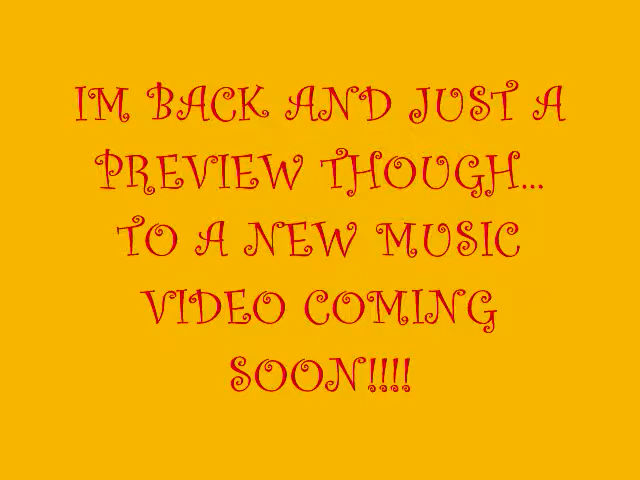 IM BACK AND JUST A
PREVIEW THOUGH...
TO A NEW MUSIC
VIDEO COMING
SOON!!!!